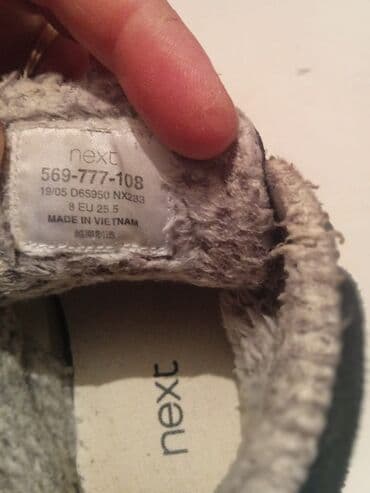 next
569-777-108
19/05 D65950 NX233
8 EU 25.5
MADE IN VIETNAM
next